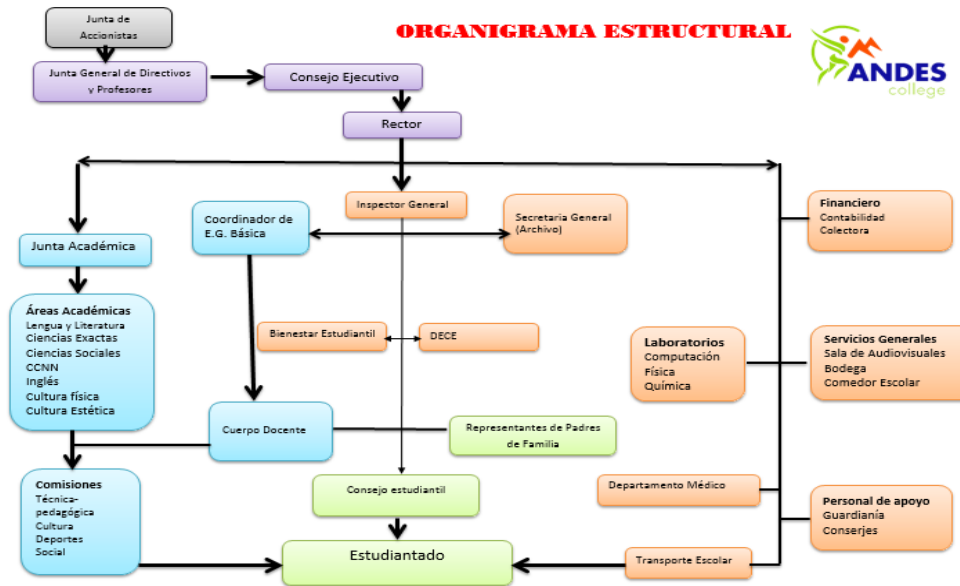 Junta de
Accionistas
ORGANIGRAMA ESTRUCTURAL
ANDES
college
Junta General de Directivos
y Profesores
Consejo Ejecutivo
Rector
Inspector General
Coordinador de
E.G. Básica
Secretaria General
(Archivo)
Financiero
Contabilidad
Colectora
Junta Académica
Áreas Académicas
Lengua y Literatura
Ciencias Exactas
Ciencias Sociales
CCNN
Inglés
Cultura física
Cultura Estética
Bienestar Estudiantil
DECE
Laboratorios
Computación
Física
Química
Servicios Generales
Sala de Audiovisuales
Bodega
Comedor Escolar
Cuerpo Docente
Representantes de Padres
de Familia
Comisiones
Técnica-
pedagógica
Cultura
Deportes
Social
Consejo estudiantil
Departamento Médico
Personal de apoyo
Guardianía
Conserjes
Estudiantado
Transporte Escolar